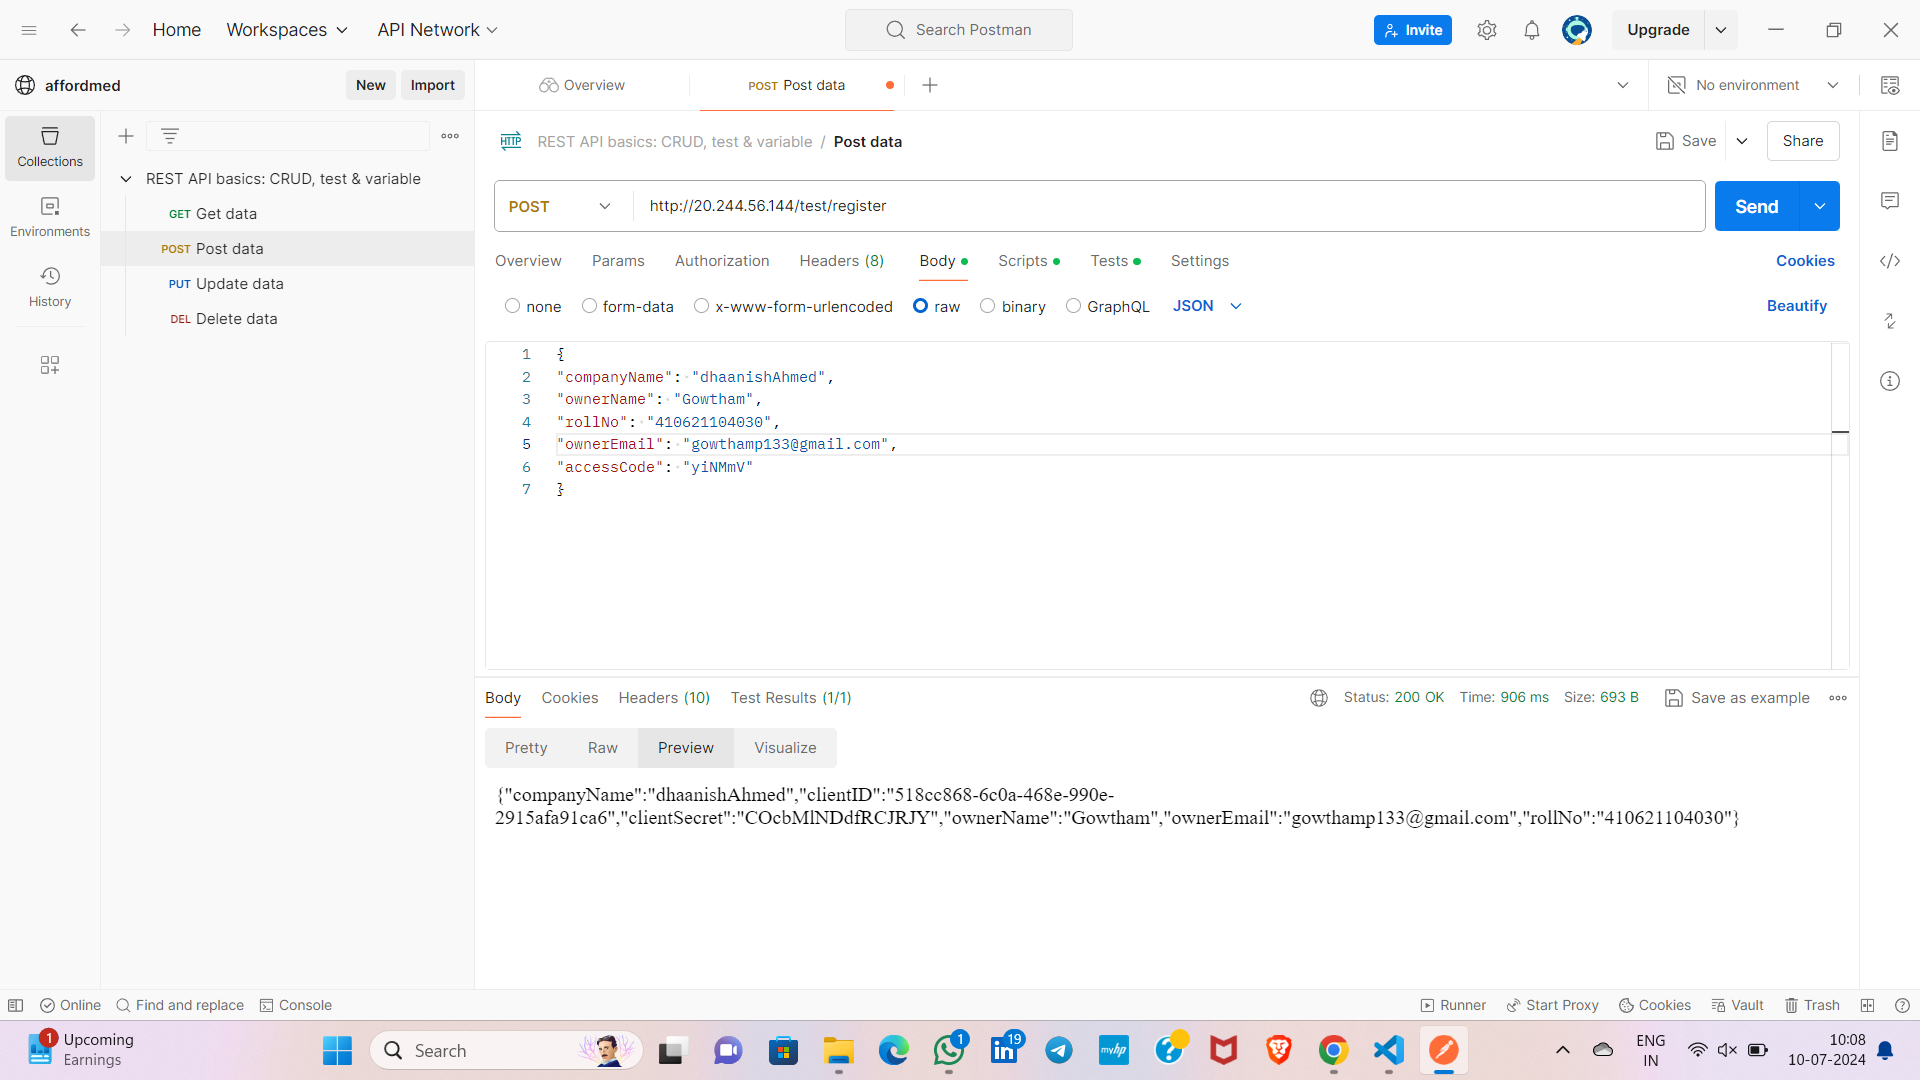 Home Workspaces API Network Search Postman Invite Upgrade
affordmed New Import Overview POST Post data No environment
Collections
REST API basics: CRUD, test & variable / Post data Save Share
REST API basics: CRUD, test & variable
GET Get data
POST http://20.244.56.144/test/register Send
Environments
POST Post data
Overview Params Authorization Headers (8) Body Scripts Tests Settings Cookies
PUT Update data
History
none form-data x-www-form-urlencoded raw binary GraphQL JSON Beautify
DEL Delete data
1 {
2 "companyName": "dhaanishAhmed",
3 "ownerName": "Gowtham",
4 "rollNo": "410621104030",
5 "ownerEmail": "gowthamp133@gmail.com",
6 "accessCode": "yiNMmV"
7 }
Body Cookies Headers (10) Test Results (1/1) Status: 200 OK Time: 906 ms Size: 693 B Save as example
Pretty Raw Preview Visualize
{"companyName":"dhaanishAhmed","clientID":"518cc868-6c0a-468e-990e-
2915afa91ca6","clientSecret":"COcbMlNDdfRCJRJY","ownerName":"Gowtham","ownerEmail":"gowthamp133@gmail.com","rollNo":"410621104030"}
Online Find and replace Console Runner Start Proxy Cookies Vault Trash
1 Upcoming
Earnings
Search 1 19 myhp
ENG
IN
10:08
10-07-2024